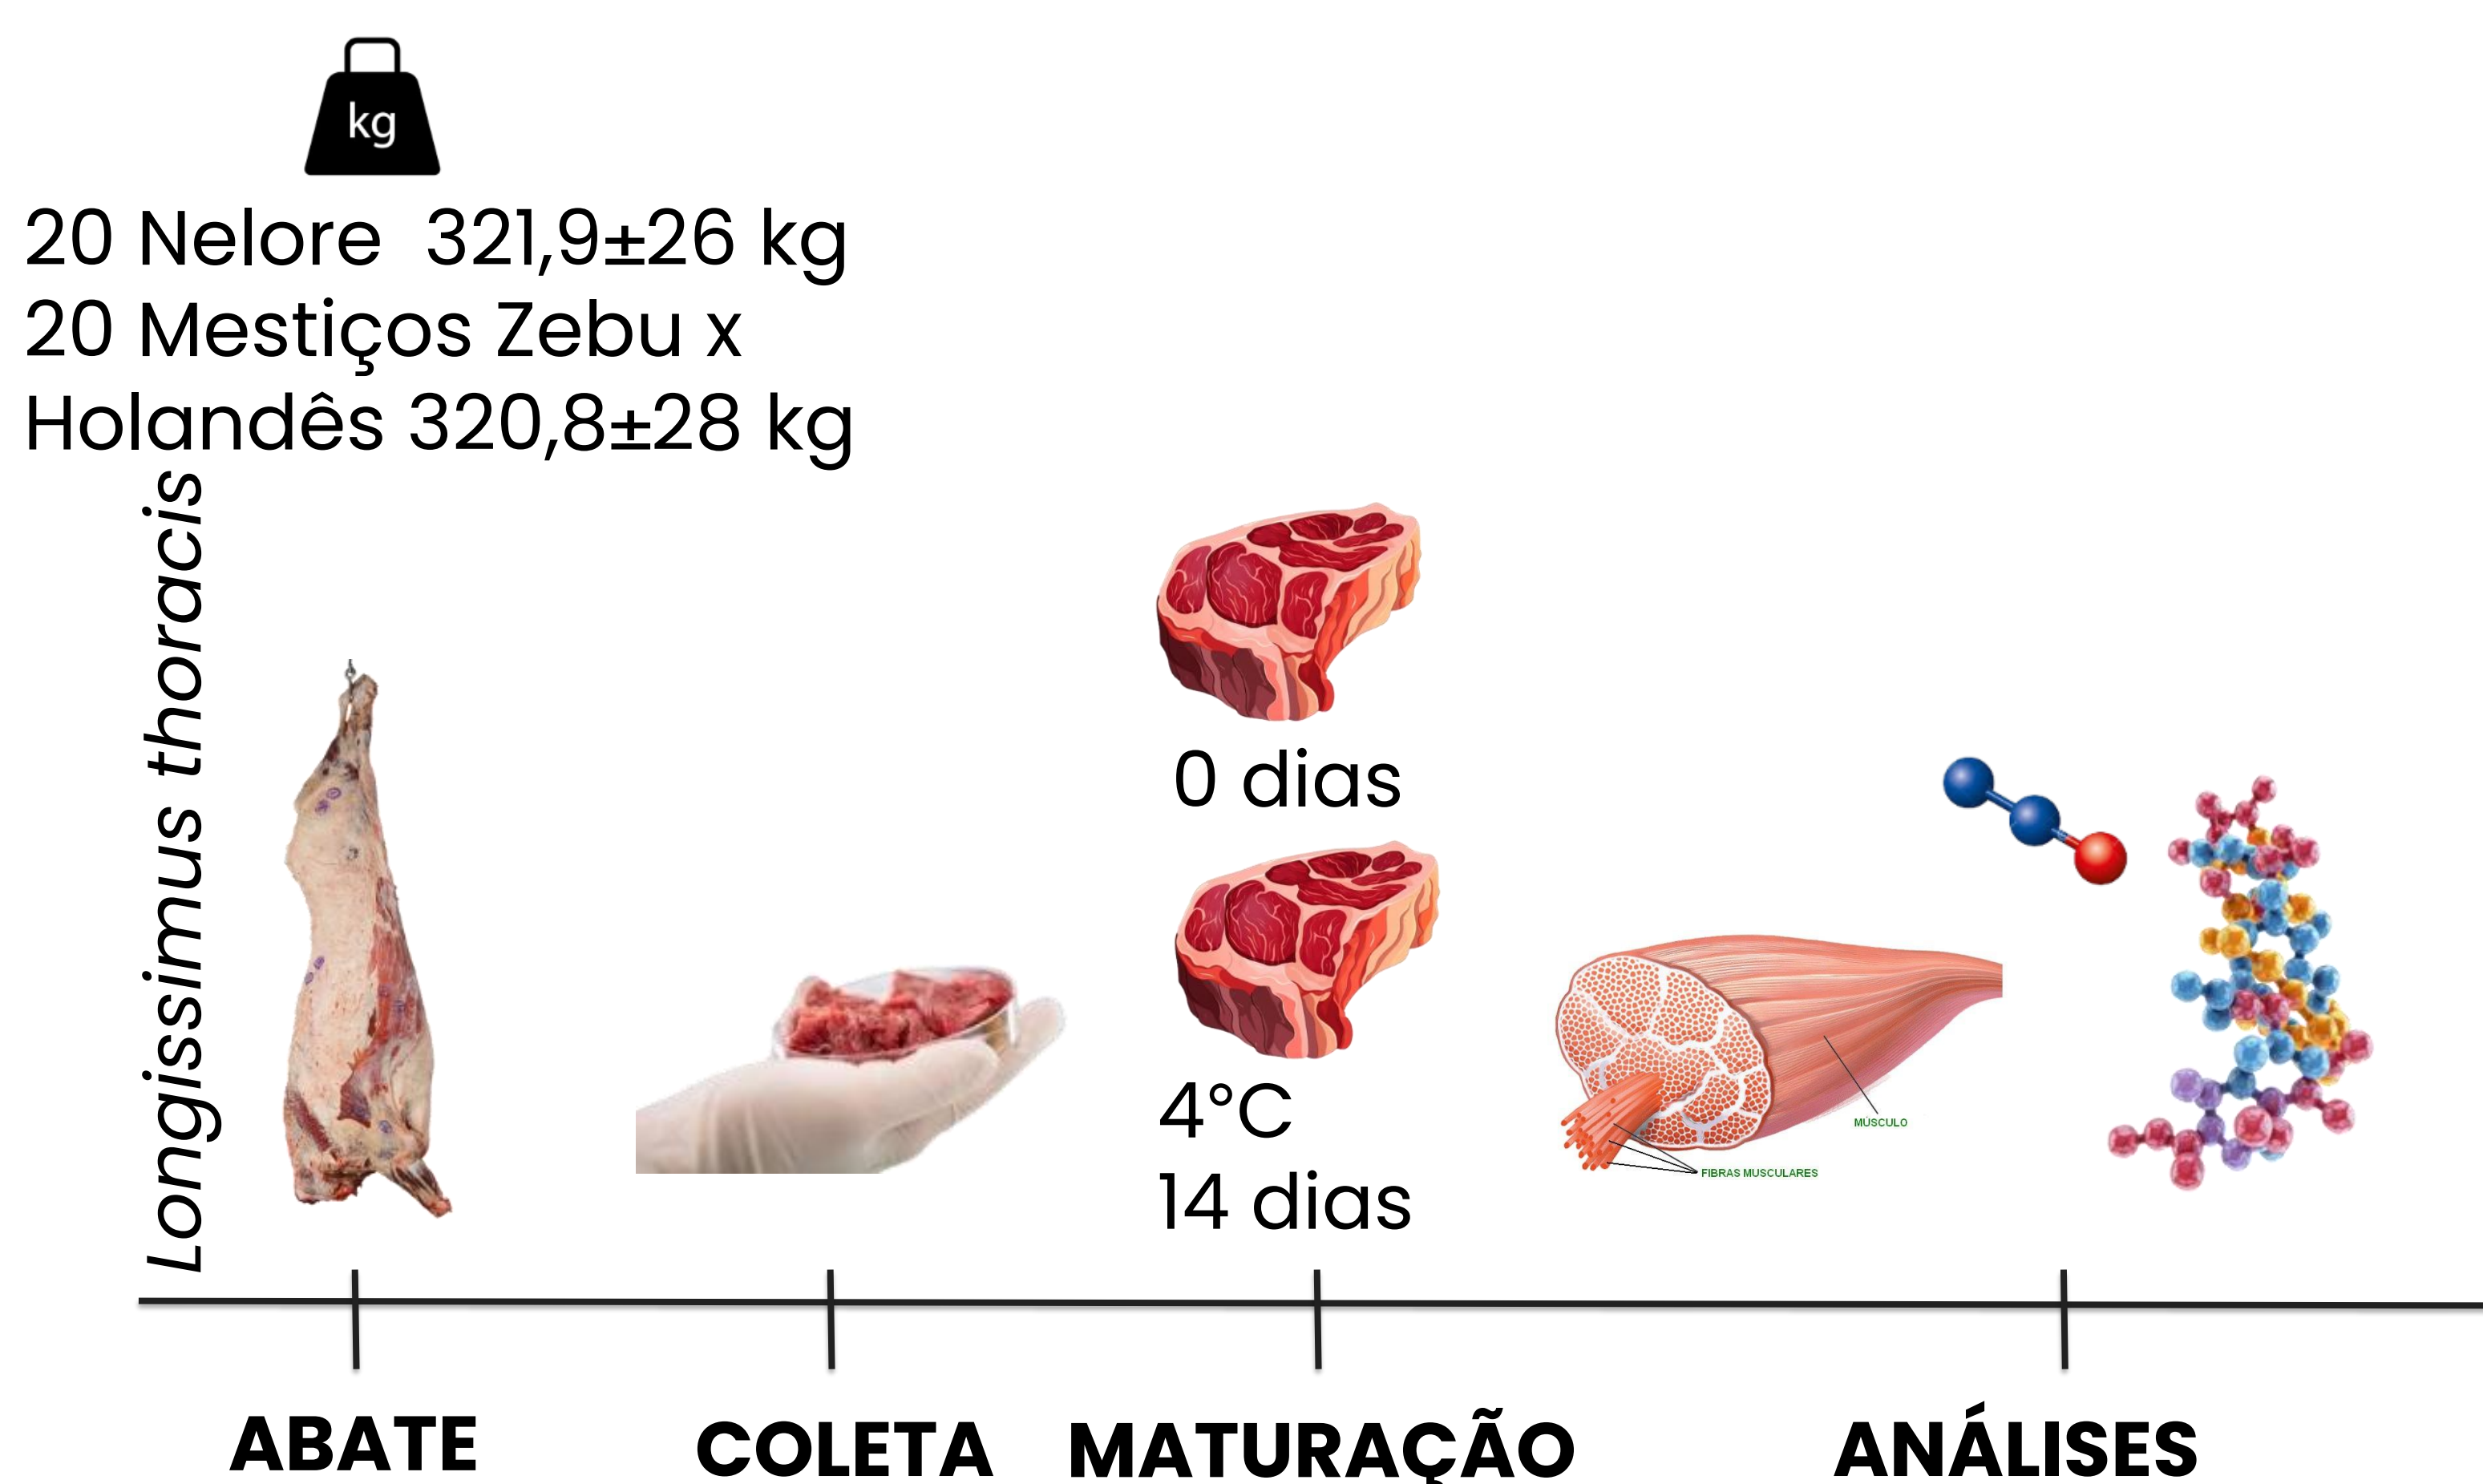 kg
20 Nelore  321,9±26 kg
20 Mestiços Zebu x
Holandês 320,8±28 kg
Longissimus thoracis
0 dias
4°C
14 dias
MÚSCULO
FIBRAS MUSCULARES
ABATE
COLETA
MATURAÇÃO
ANÁLISES